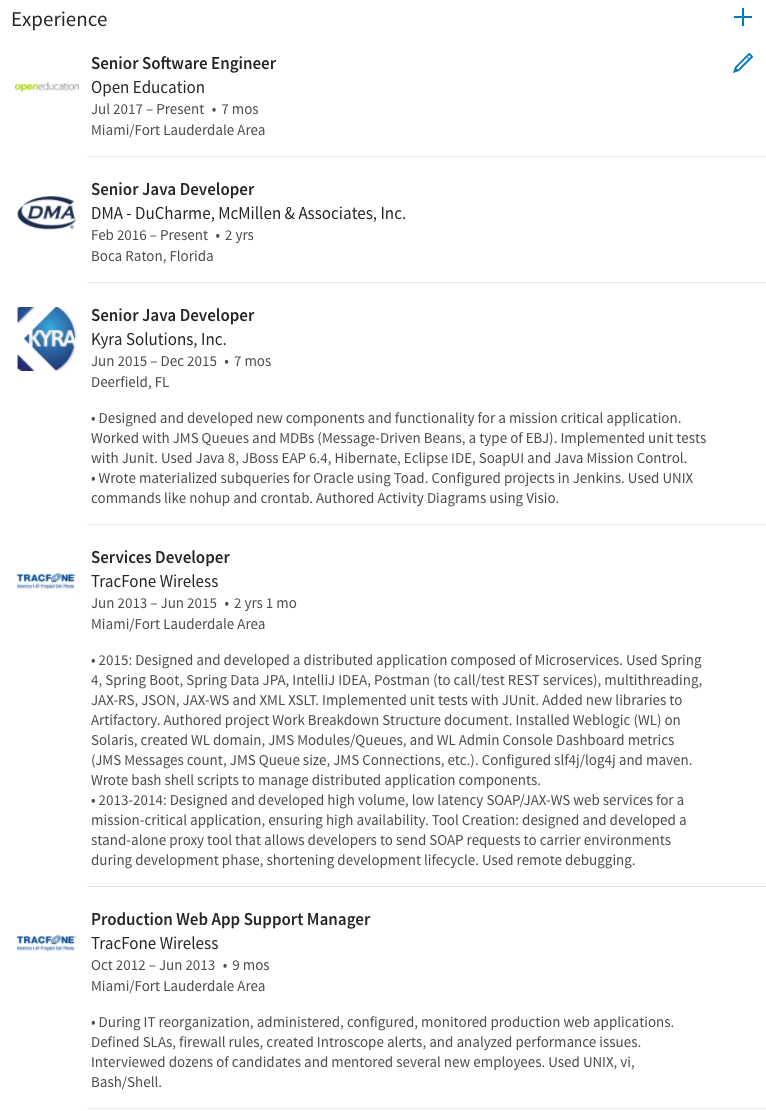 Experience
Senior Software Engineer
openeducation
Open Education
Jul 2017 – Present • 7 mos
Miami/Fort Lauderdale Area
Senior Java Developer
DMA
DMA - DuCharme, McMillen & Associates, Inc.
Feb 2016 – Present • 2 yrs
Boca Raton, Florida
Senior Java Developer
KYRA
Kyra Solutions, Inc.
Jun 2015 – Dec 2015 • 7 mos
Deerfield, FL
• Designed and developed new components and functionality for a mission critical application.
Worked with JMS Queues and MDBs (Message-Driven Beans, a type of EBJ). Implemented unit tests
with Junit. Used Java 8, JBoss EAP 6.4, Hibernate, Eclipse IDE, SoapUI and Java Mission Control.
• Wrote materialized subqueries for Oracle using Toad. Configured projects in Jenkins. Used UNIX
commands like nohup and crontab. Authored Activity Diagrams using Visio.
Services Developer
TRACFONE
America's #1 Prepaid Cell Phone
TracFone Wireless
Jun 2013 – Jun 2015 • 2 yrs 1 mo
Miami/Fort Lauderdale Area
• 2015: Designed and developed a distributed application composed of Microservices. Used Spring
4, Spring Boot, Spring Data JPA, IntelliJ IDEA, Postman (to call/test REST services), multithreading,
JAX-RS, JSON, JAX-WS and XML XSLT. Implemented unit tests with JUnit. Added new libraries to
Artifactory. Authored project Work Breakdown Structure document. Installed Weblogic (WL) on
Solaris, created WL domain, JMS Modules/Queues, and WL Admin Console Dashboard metrics
(JMS Messages count, JMS Queue size, JMS Connections, etc.). Configured slf4j/log4j and maven.
Wrote bash shell scripts to manage distributed application components.
• 2013-2014: Designed and developed high volume, low latency SOAP/JAX-WS web services for a
mission-critical application, ensuring high availability. Tool Creation: designed and developed a
stand-alone proxy tool that allows developers to send SOAP requests to carrier environments
during development phase, shortening development lifecycle. Used remote debugging.
Production Web App Support Manager
TRACFONE
America's #1 Prepaid Cell Phone
TracFone Wireless
Oct 2012 – Jun 2013 • 9 mos
Miami/Fort Lauderdale Area
• During IT reorganization, administered, configured, monitored production web applications.
Defined SLAs, firewall rules, created Introscope alerts, and analyzed performance issues.
Interviewed dozens of candidates and mentored several new employees. Used UNIX, vi,
Bash/Shell.